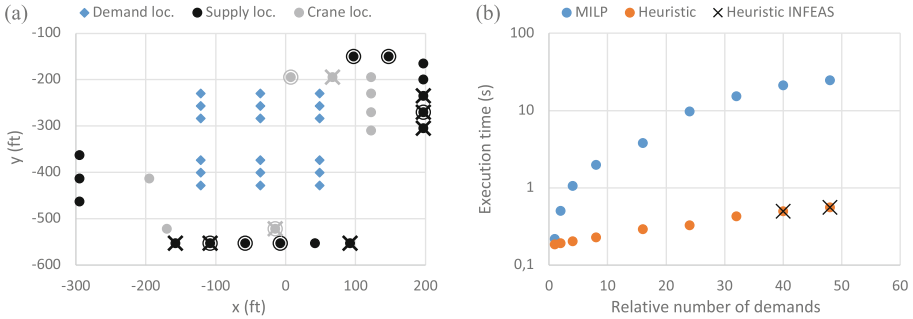 (a)
Demand loc. Supply loc. Crane loc.
-100
-200
-300
-400
-500
-600
y (ft)
-300 -200 -100 0 100 200
x (ft)
(b)
MILP Heuristic Heuristic INFEAS
100
10
1
0,1
Execution time (s)
0 10 20 30 40 50 60
Relative number of demands